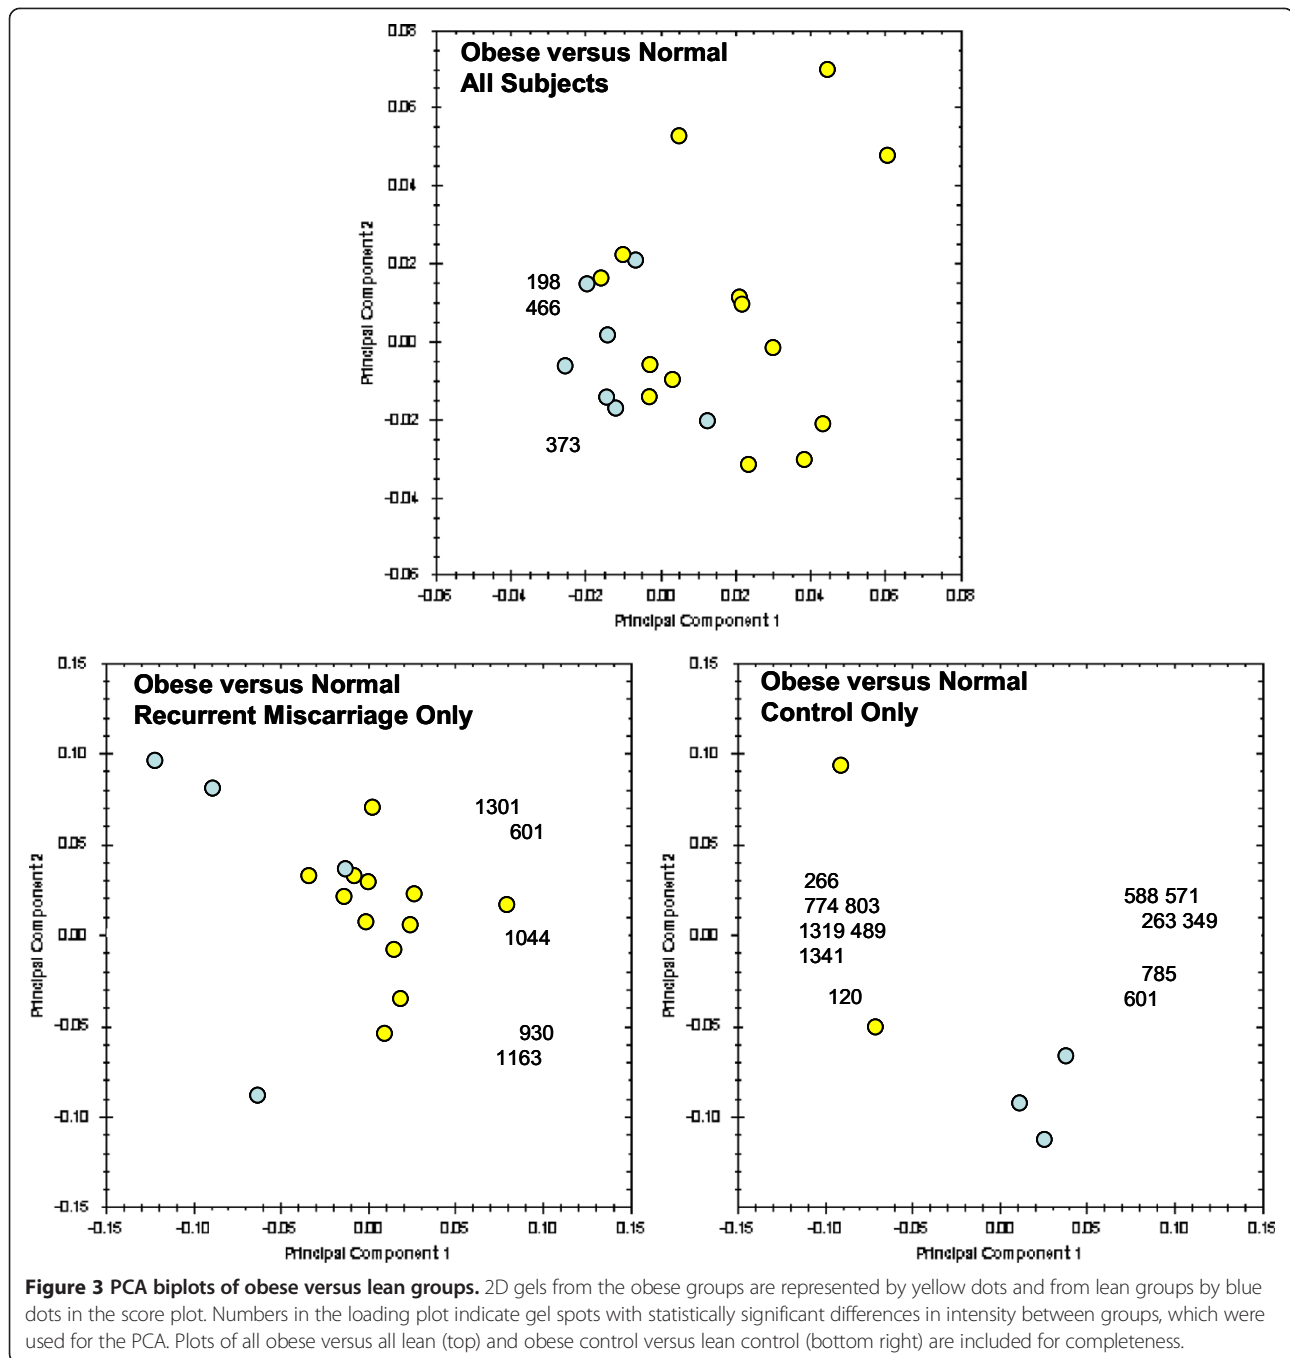 Obese versus Normal
All Subjects
0.08
0.06
0.04
0.02
0.00
-0.02
-0.04
-0.06
Principal Component 2
198
466
373
-0.06 -0.04 -0.02 0.00 0.02 0.04 0.06 0.08
Principal Component 1
Obese versus Normal
Recurrent Miscarriage Only
0.15
0.10
0.05
0.00
-0.05
-0.10
-0.15
Principal Component 2
1301
601
1044
930
1163
-0.15 -0.10 -0.05 0.00 0.05 0.10 0.15
Principal Component 1
Obese versus Normal
Control Only
0.15
0.10
0.05
0.00
-0.05
-0.10
-0.15
Principal Component 2
266
774 803
1319 489
1341
120
588 571
263 349
785
601
-0.15 -0.10 -0.05 0.00 0.05 0.10 0.15
Principal Component 1
Figure 3 PCA biplots of obese versus lean groups. 2D gels from the obese groups are represented by yellow dots and from lean groups by blue
dots in the score plot. Numbers in the loading plot indicate gel spots with statistically significant differences in intensity between groups, which were
used for the PCA. Plots of all obese versus all lean (top) and obese control versus lean control (bottom right) are included for completeness.